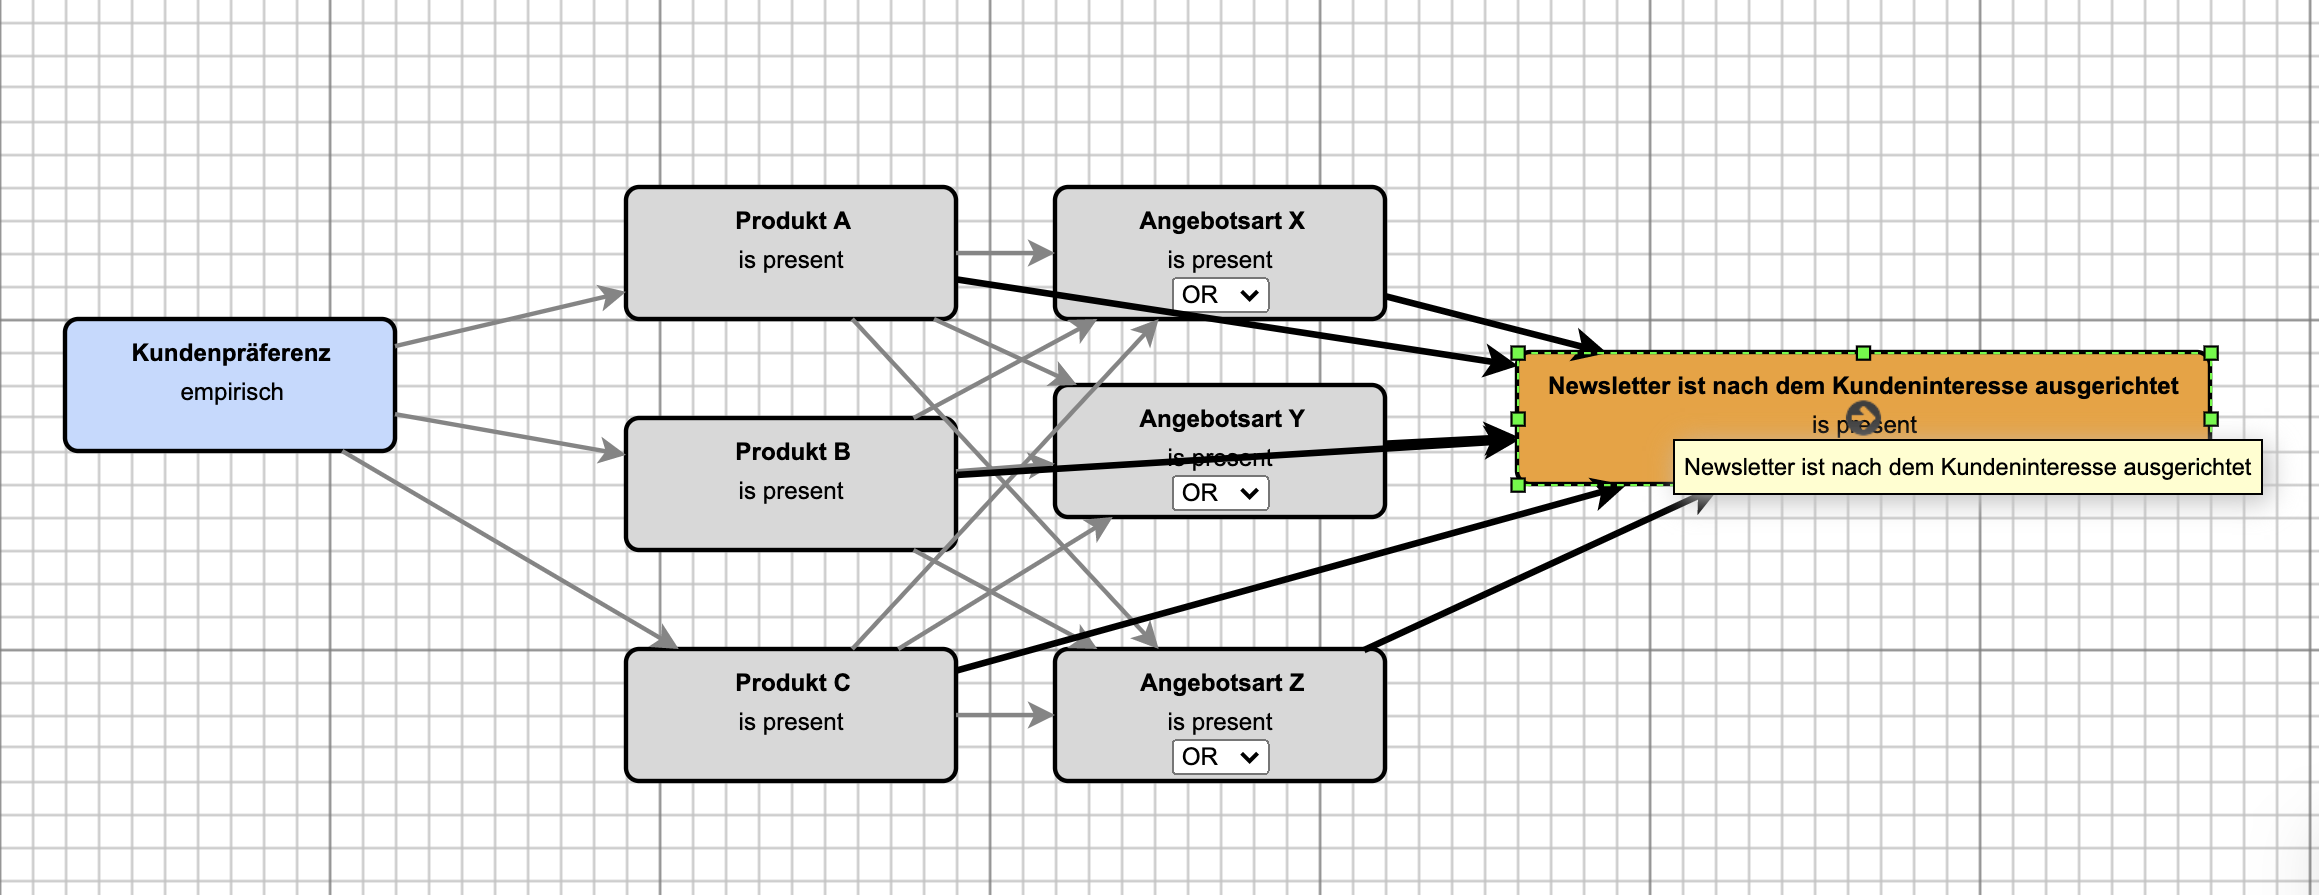 Kundenpräferenz
empirisch
Produkt A
is present
Produkt B
is present
Produkt C
is present
Angebotsart X
is present
OR
Angebotsart Y
is present
OR
Angebotsart Z
is present
OR
Newsletter ist nach dem Kundeninteresse ausgerichtet
is present
Newsletter ist nach dem Kundeninteresse ausgerichtet